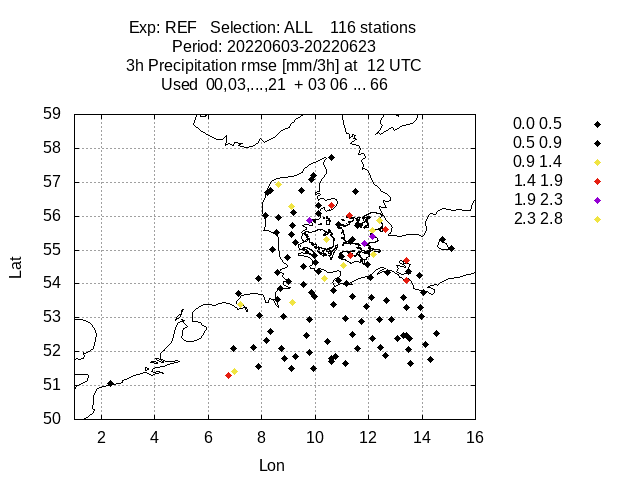 Exp: REF   Selection: ALL    116 stations
Period: 20220603-20220623
3h Precipitation rmse [mm/3h] at  12 UTC
Used  00,03,...,21  + 03 06 ... 66
59
58
57
56
55
54
53
52
51
50
Lat
2 4 6 8 10 12 14 16
Lon
0.0 0.5
0.5 0.9
0.9 1.4
1.4 1.9
1.9 2.3
2.3 2.8